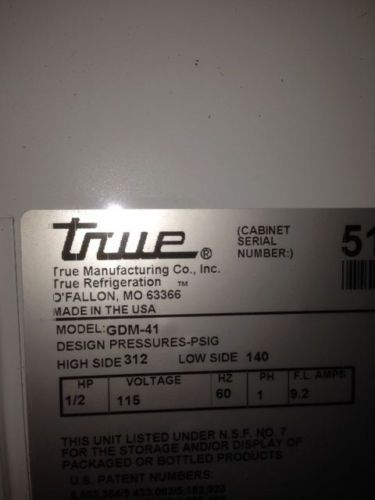 true®
(CABINET
SERIAL
NUMBER:)
51
True Manufacturing Co., Inc.
True Refrigeration ™
O'FALLON, MO 63366
MADE IN THE USA
MODEL: GDM-41
DESIGN PRESSURES-PSIG
HIGH SIDE 312 LOW SIDE 140
HP VOLTAGE HZ PH F.L. AMPS
1/2 115 60 1 9.2
THIS UNIT LISTED UNDER N.S.F. NO. 7
FOR THE STORAGE AND/OR DISPLAY OF
PACKAGED OR BOTTLED PRODUCTS
U.S. PATENT NUMBERS: